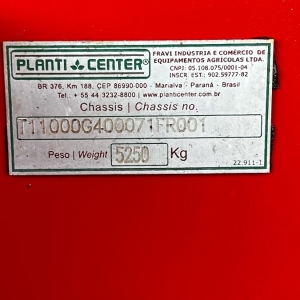 PLANTI CENTER
FRAVI INDÚSTRIA E COMÉRCIO DE
EQUIPAMENTOS AGRICOLAS LTDA.
CNPJ: 05.108.075/0001-04
INSCR. EST.: 902.59777-82
BR 376, Km 188, CEP 86990-000 - Marialva - Paraná - Brasil
Tel.: + 55 44 3232-8800 | www.planticenter.com.br
Chassis | Chassis no.
T11000G400071FR001
Peso | Weight 5250 Kg
22.911-1